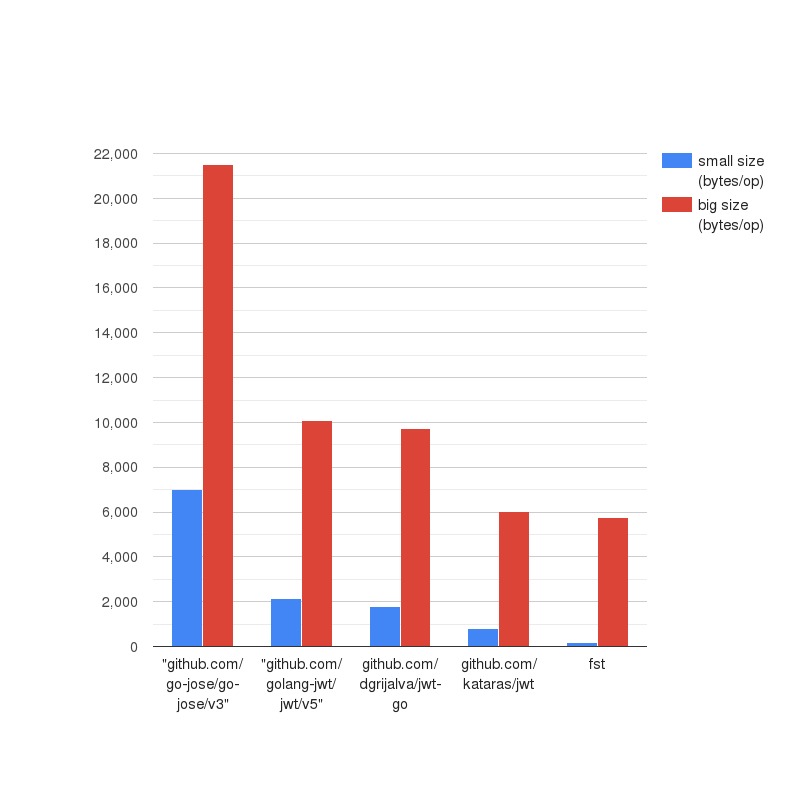 22,000
20,000
18,000
16,000
14,000
12,000
10,000
8,000
6,000
4,000
2,000
0
small size
(bytes/op)
big size
(bytes/op)
"github.com/
go-jose/go-
jose/v3"
"github.com/
golang-jwt/
jwt/v5"
github.com/
dgrijalva/jwt-
go
github.com/
kataras/jwt
fst